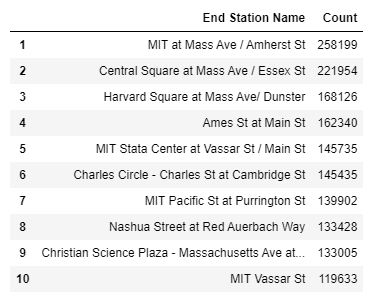 End Station Name Count
1 MIT at Mass Ave / Amherst St 258199
2 Central Square at Mass Ave / Essex St 221954
3 Harvard Square at Mass Ave/ Dunster 168126
4 Ames St at Main St 162340
5 MIT Stata Center at Vassar St / Main St 145735
6 Charles Circle - Charles St at Cambridge St 145435
7 MIT Pacific St at Purrington St 139902
8 Nashua Street at Red Auerbach Way 133428
9 Christian Science Plaza - Massachusetts Ave at... 133005
10 MIT Vassar St 119633